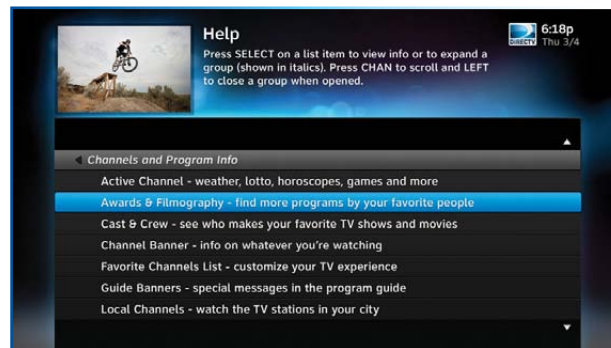 Help
Press SELECT on a list item to view info or to expand a
group (shown in italics). Press CHAN to scroll and LEFT
to close a group when opened.
DIRECTV
6:18p
Thu 3/4
Channels and Program Info
Active Channel - weather, lotto, horoscopes, games and more
Awards & Filmography - find more programs by your favorite people
Cast & Crew - see who makes your favorite TV shows and movies
Channel Banner - info on whatever you're watching
Favorite Channels List - customize your TV experience
Guide Banners - special messages in the program guide
Local Channels - watch the TV stations in your city